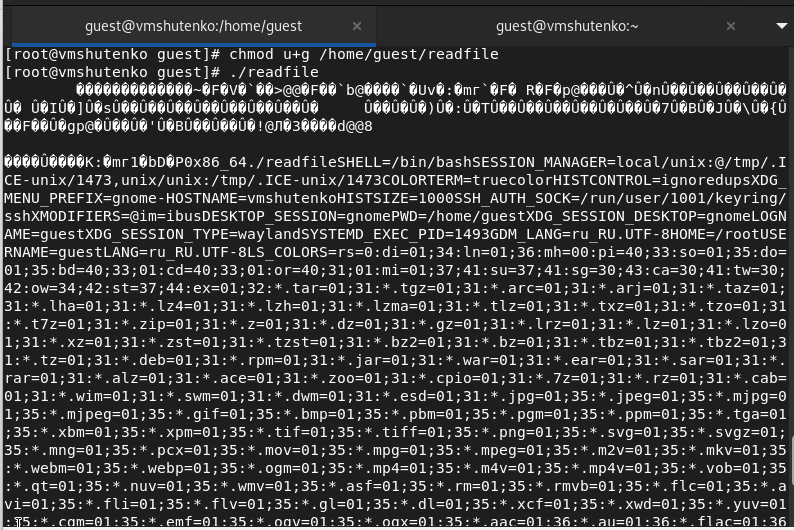 guest@vmshutenko:/home/guest × guest@vmshutenko:~ ×
[root@vmshutenko guest]# chmod u+g /home/guest/readfile
[root@vmshutenko guest]# ./readfile
����Û����K:�mr1�bD�P0x86_64./readfileSHELL=/bin/bashSESSION_MANAGER=local/unix:@/tmp/.I
CE-unix/1473,unix/unix:/tmp/.ICE-unix/1473COLORTERM=truecolorHISTCONTROL=ignoredupsXDG_
MENU_PREFIX=gnome-HOSTNAME=vmshutenkoHISTSIZE=1000SSH_AUTH_SOCK=/run/user/1001/keyring/
sshXMODIFIERS=@im=ibusDESKTOP_SESSION=gnomePWD=/home/guestXDG_SESSION_DESKTOP=gnomeLOGN
AME=guestXDG_SESSION_TYPE=waylandSYSTEMD_EXEC_PID=1493GDM_LANG=ru_RU.UTF-8HOME=/rootUSE
RNAME=guestLANG=ru_RU.UTF-8LS_COLORS=rs=0:di=01;34:ln=01;36:mh=00:pi=40;33:so=01;35:do=
01;35:bd=40;33;01:cd=40;33;01:or=40;31;01:mi=01;37;41:su=37;41:sg=30;43:ca=30;41:tw=30;
42:ow=34;42:st=37;44:ex=01;32:*.tar=01;31:*.tgz=01;31:*.arc=01;31:*.arj=01;31:*.taz=01;
31:*.lha=01;31:*.lz4=01;31:*.lzh=01;31:*.lzma=01;31:*.tlz=01;31:*.txz=01;31:*.tzo=01;31
:*.t7z=01;31:*.zip=01;31:*.z=01;31:*.dz=01;31:*.gz=01;31:*.lrz=01;31:*.lz=01;31:*.lzo=0
1;31:*.xz=01;31:*.zst=01;31:*.tzst=01;31:*.bz2=01;31:*.bz=01;31:*.tbz=01;31:*.tbz2=01;3
1:*.tz=01;31:*.deb=01;31:*.rpm=01;31:*.jar=01;31:*.war=01;31:*.ear=01;31:*.sar=01;31:*.
rar=01;31:*.alz=01;31:*.ace=01;31:*.zoo=01;31:*.cpio=01;31:*.7z=01;31:*.rz=01;31:*.cab=
01;31:*.wim=01;31:*.swm=01;31:*.dwm=01;31:*.esd=01;31:*.jpg=01;35:*.jpeg=01;35:*.mjpg=0
1;35:*.mjpeg=01;35:*.gif=01;35:*.bmp=01;35:*.pbm=01;35:*.pgm=01;35:*.ppm=01;35:*.tga=01
;35:*.xbm=01;35:*.xpm=01;35:*.tif=01;35:*.tiff=01;35:*.png=01;35:*.svg=01;35:*.svgz=01;
35:*.mng=01;35:*.pcx=01;35:*.mov=01;35:*.mpg=01;35:*.mpeg=01;35:*.m2v=01;35:*.mkv=01;35
:*.webm=01;35:*.webp=01;35:*.ogm=01;35:*.mp4=01;35:*.m4v=01;35:*.mp4v=01;35:*.vob=01;35
:*.qt=01;35:*.nuv=01;35:*.wmv=01;35:*.asf=01;35:*.rm=01;35:*.rmvb=01;35:*.flc=01;35:*.a
vi=01;35:*.fli=01;35:*.flv=01;35:*.gl=01;35:*.dl=01;35:*.xcf=01;35:*.xwd=01;35:*.yuv=01
;35:*.cgm=01;35:*.emf=01;35:*.ogv=01;35:*.ogx=01;35:*.aac=01;36:*.au=01;36:*.flac=01;36